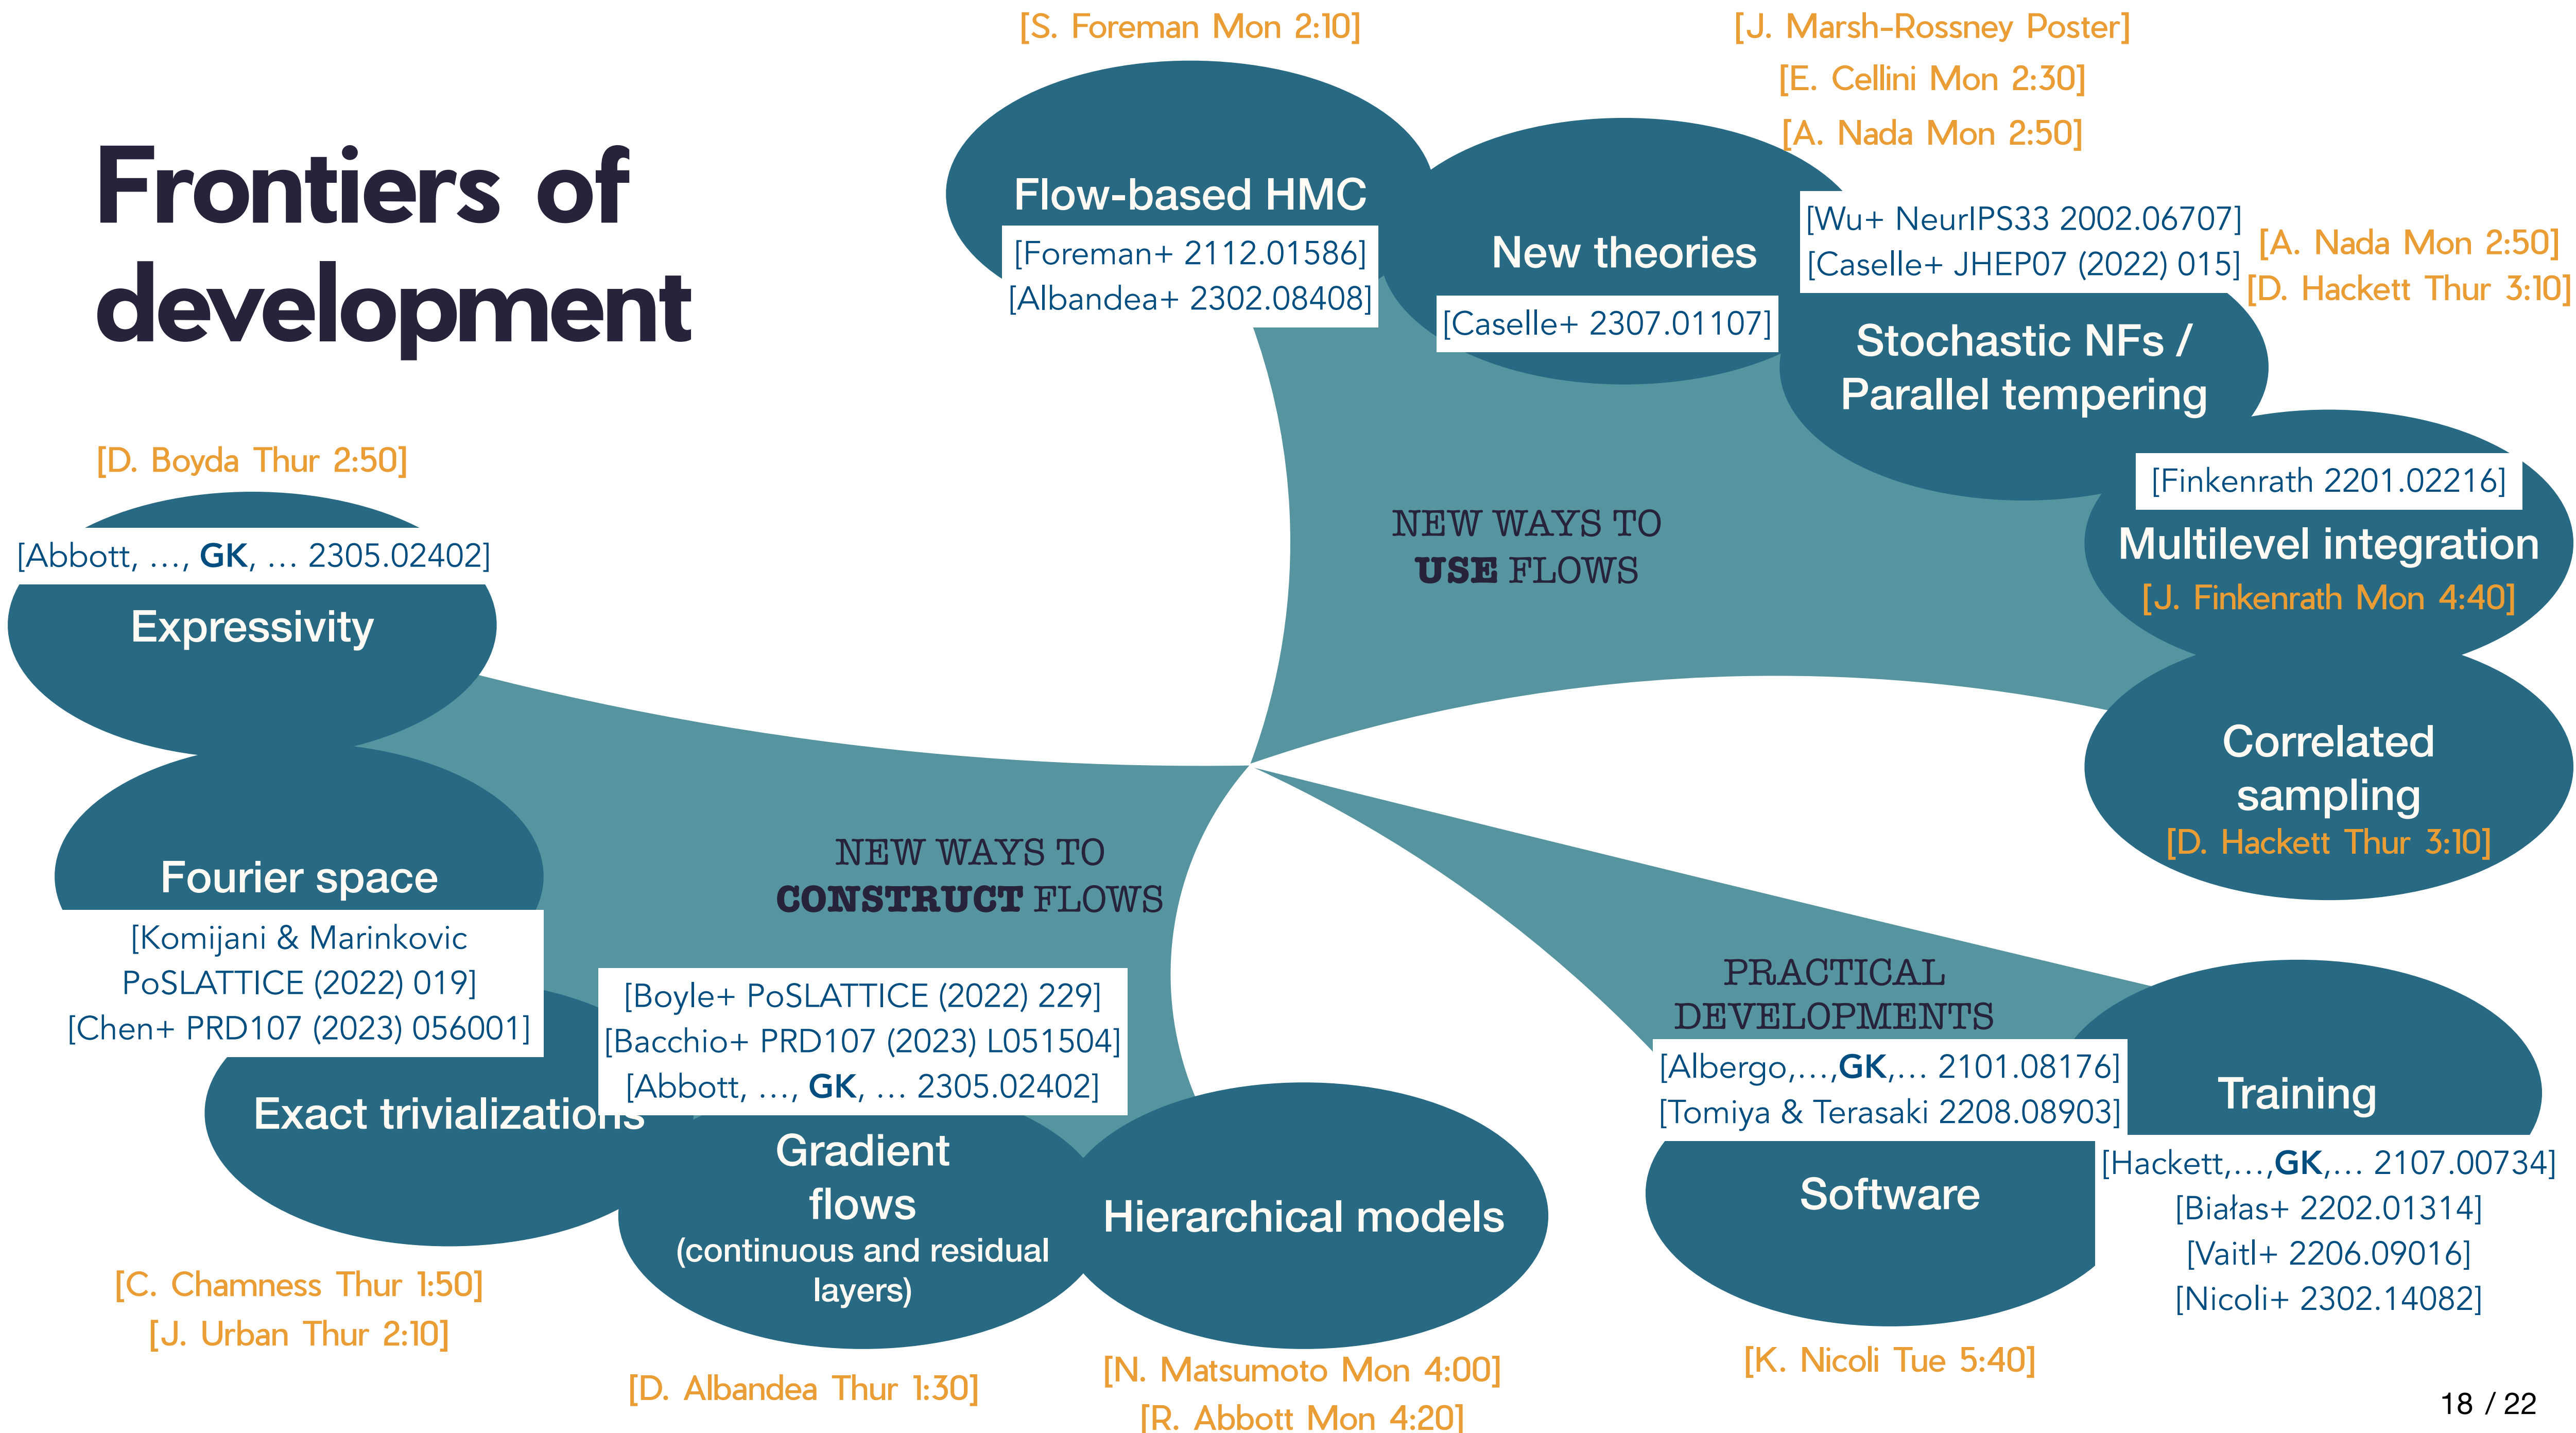 Frontiers of
development
[S. Foreman Mon 2:10]
Flow-based HMC
[Foreman+ 2112.01586]
[Albandea+ 2302.08408]
[J. Marsh-Rossney Poster]
[E. Cellini Mon 2:30]
[A. Nada Mon 2:50]
New theories
[Caselle+ 2307.01107]
[Wu+ NeurIPS33 2002.06707]
[Caselle+ JHEP07 (2022) 015]
[A. Nada Mon 2:50]
[D. Hackett Thur 3:10]
Stochastic NFs /
Parallel tempering
[Finkenrath 2201.02216]
Multilevel integration
[J. Finkenrath Mon 4:40]
Correlated
sampling
[D. Hackett Thur 3:10]
NEW WAYS TO
USE FLOWS
[D. Boyda Thur 2:50]
[Abbott, …, GK, … 2305.02402]
Expressivity
Fourier space
[Komijani & Marinkovic
PoSLATTICE (2022) 019]
[Chen+ PRD107 (2023) 056001]
NEW WAYS TO
CONSTRUCT FLOWS
Exact trivializations
[C. Chamness Thur 1:50]
[J. Urban Thur 2:10]
[Boyle+ PoSLATTICE (2022) 229]
[Bacchio+ PRD107 (2023) L051504]
[Abbott, …, GK, … 2305.02402]
Gradient
flows
(continuous and residual
layers)
[D. Albandea Thur 1:30]
Hierarchical models
[N. Matsumoto Mon 4:00]
[R. Abbott Mon 4:20]
PRACTICAL
DEVELOPMENTS
[Albergo,…,GK,… 2101.08176]
[Tomiya & Terasaki 2208.08903]
Software
[K. Nicoli Tue 5:40]
Training
[Hackett,…,GK,… 2107.00734]
[Białas+ 2202.01314]
[Vaitl+ 2206.09016]
[Nicoli+ 2302.14082]
18 / 22